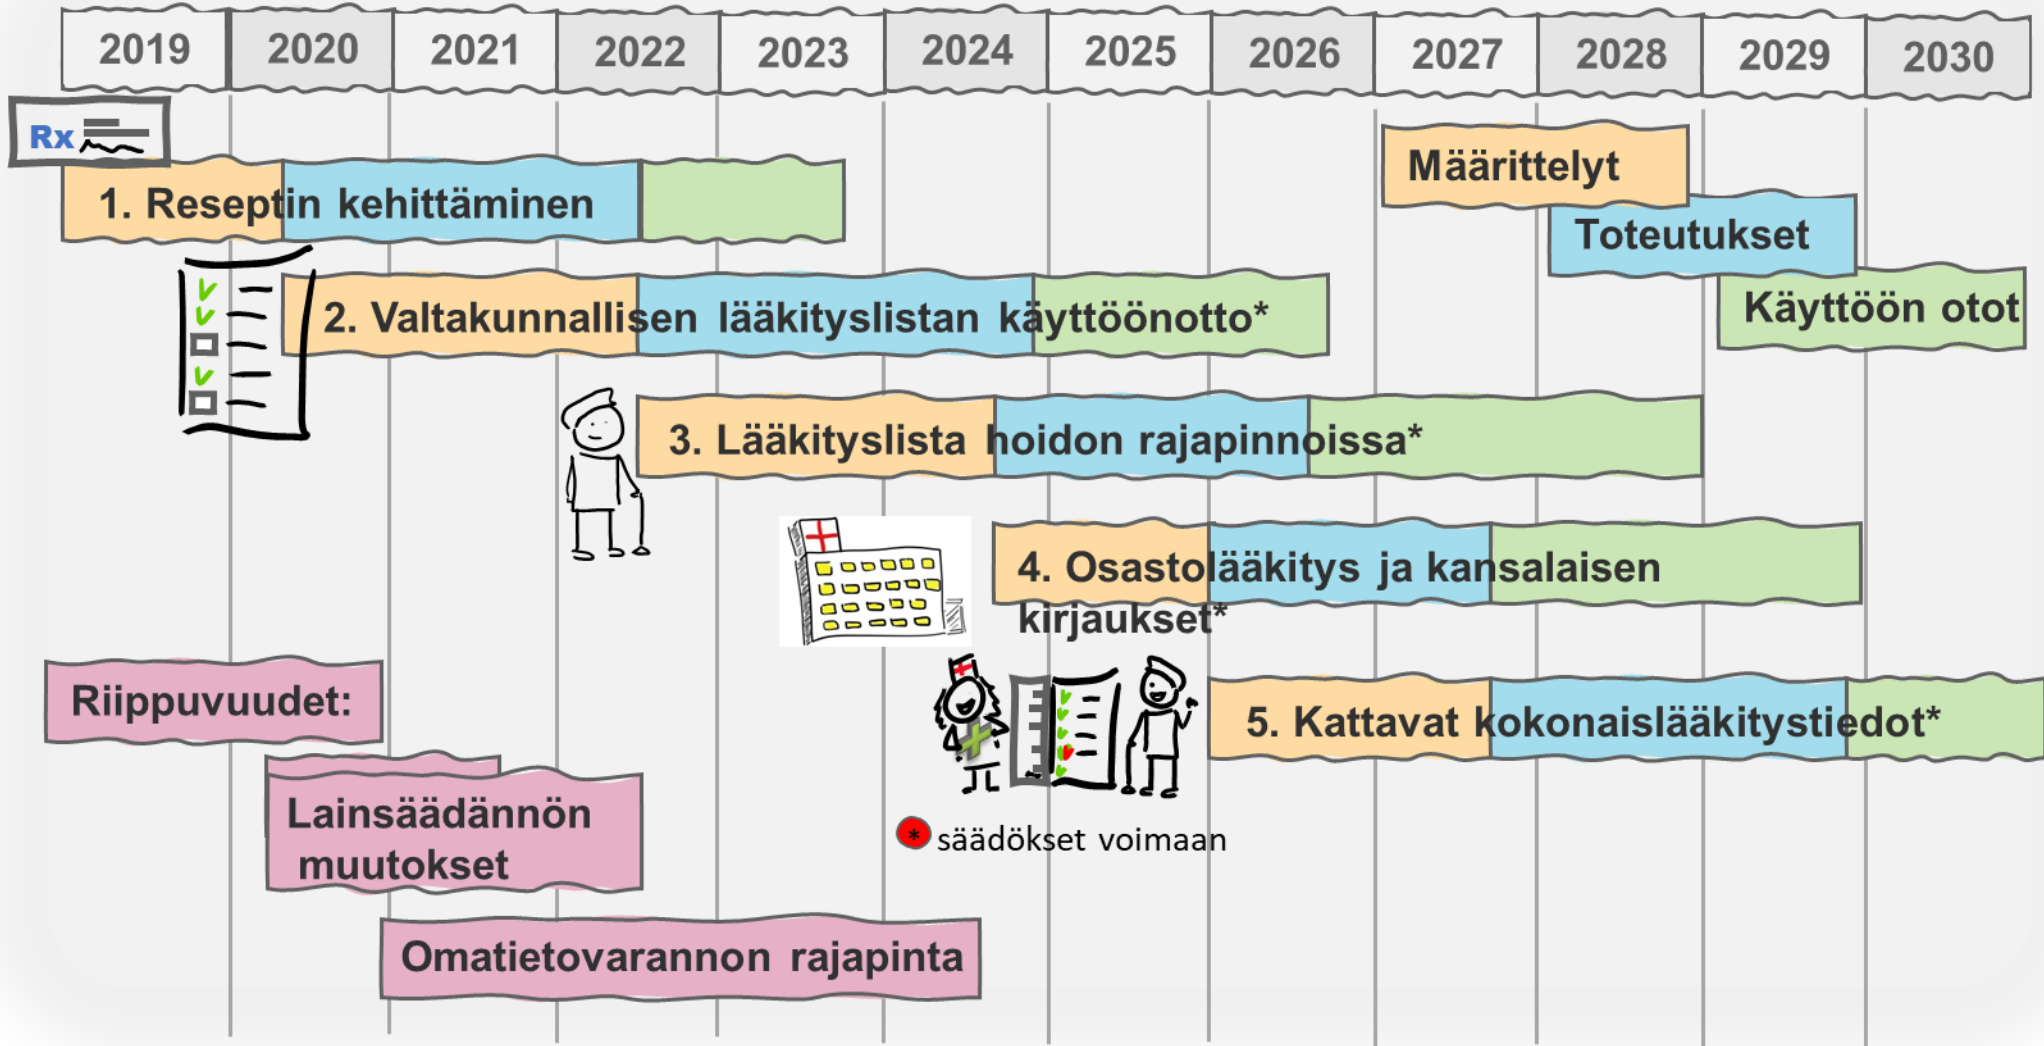 2019 2020 2021 2022 2023 2024 2025 2026 2027 2028 2029 2030
Rx
1. Reseptin kehittäminen
Määrittelyt
Toteutukset
Käyttöön otot
2. Valtakunnallisen lääkityslistan käyttöönotto*
3. Lääkityslista hoidon rajapinnoissa*
4. Osastolääkitys ja kansalaisen
kirjaukset*
Riippuvuudet:
5. Kattavat kokonaislääkitystiedot*
Lainsäädännön
muutokset
* säädökset voimaan
Omatietovarannon rajapinta